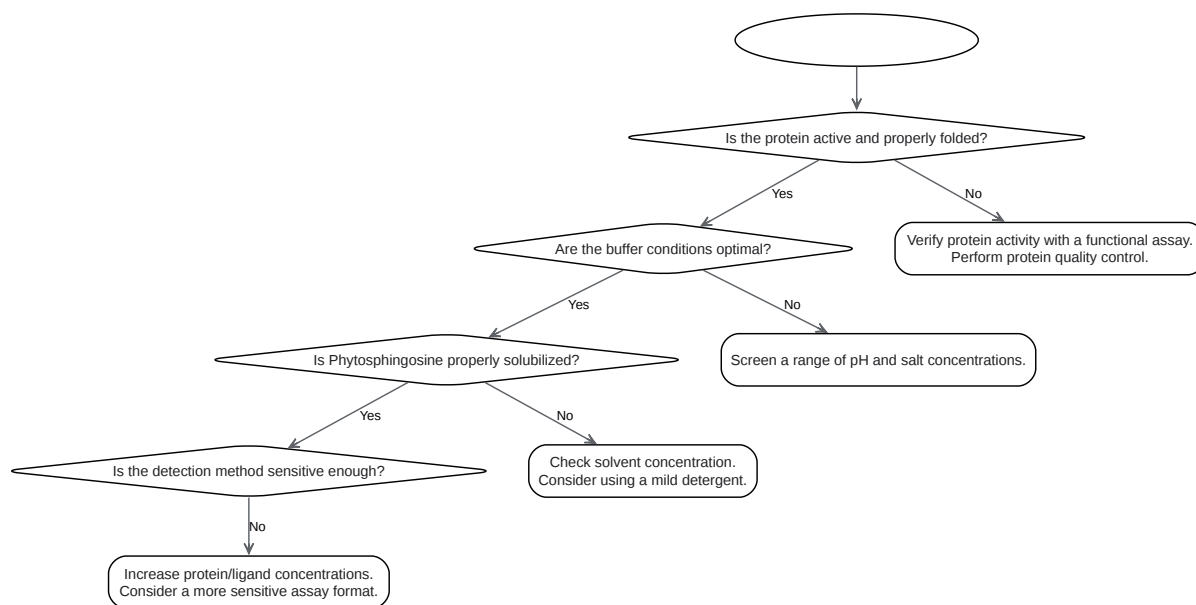 Is the protein active and properly folded?
Yes
No
Are the buffer conditions optimal?
Verify protein activity with a functional assay.
Perform protein quality control.
Yes
No
Is Phytosphingosine properly solubilized?
Screen a range of pH and salt concentrations.
Yes
No
Is the detection method sensitive enough?
Check solvent concentration.
Consider using a mild detergent.
No
Increase protein/ligand concentrations.
Consider a more sensitive assay format.